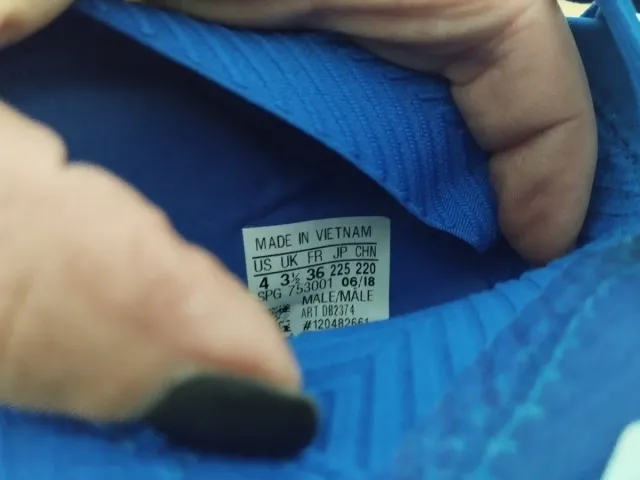 MADE IN VIETNAM
US UK FR JP CHN
4 3½ 36 225 220
SPG 753001 06/18
MALE/MÂLE
ART DB2374
#120482661